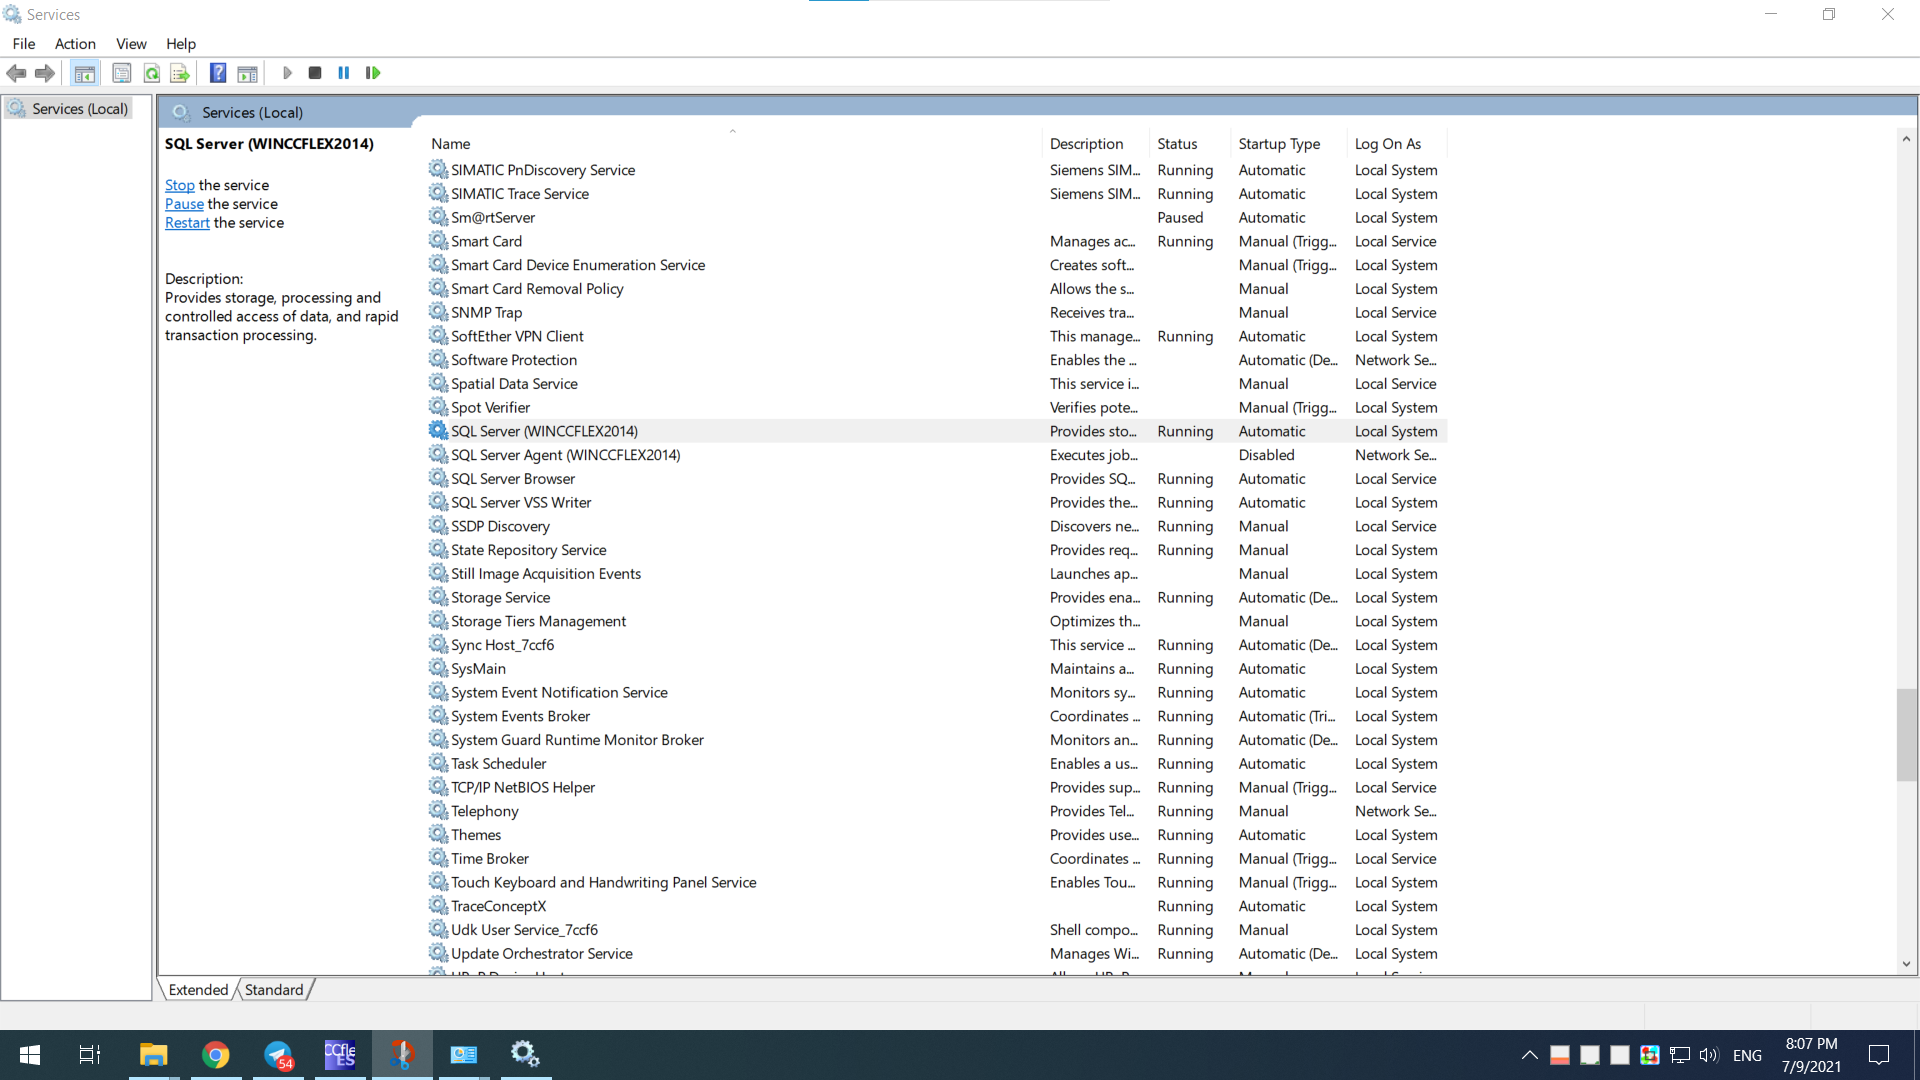 Services
File Action View Help
Services (Local)
Services (Local)
SQL Server (WINCCFLEX2014)
Stop the service
Pause the service
Restart the service
Description:
Provides storage, processing and
controlled access of data, and rapid
transaction processing.
Name Description Status Startup Type Log On As
SIMATIC PnDiscovery Service Siemens SIM... Running Automatic Local System
SIMATIC Trace Service Siemens SIM... Running Automatic Local System
Sm@rtServer Paused Automatic Local System
Smart Card Manages ac... Running Manual (Trigg... Local Service
Smart Card Device Enumeration Service Creates soft... Manual (Trigg... Local System
Smart Card Removal Policy Allows the s... Manual Local System
SNMP Trap Receives tra... Manual Local Service
SoftEther VPN Client This manage... Running Automatic Local System
Software Protection Enables the ... Automatic (De... Network Se...
Spatial Data Service This service i... Manual Local Service
Spot Verifier Verifies pote... Manual (Trigg... Local System
SQL Server (WINCCFLEX2014) Provides sto... Running Automatic Local System
SQL Server Agent (WINCCFLEX2014) Executes job... Disabled Network Se...
SQL Server Browser Provides SQ... Running Automatic Local Service
SQL Server VSS Writer Provides the... Running Automatic Local System
SSDP Discovery Discovers ne... Running Manual Local Service
State Repository Service Provides req... Running Manual Local System
Still Image Acquisition Events Launches ap... Manual Local System
Storage Service Provides ena... Running Automatic (De... Local System
Storage Tiers Management Optimizes th... Manual Local System
Sync Host_7ccf6 This service ... Running Automatic (De... Local System
SysMain Maintains a... Running Automatic Local System
System Event Notification Service Monitors sy... Running Automatic Local System
System Events Broker Coordinates ... Running Automatic (Tri... Local System
System Guard Runtime Monitor Broker Monitors an... Running Automatic (De... Local System
Task Scheduler Enables a us... Running Automatic Local System
TCP/IP NetBIOS Helper Provides sup... Running Manual (Trigg... Local Service
Telephony Provides Tel... Running Manual Network Se...
Themes Provides use... Running Automatic Local System
Time Broker Coordinates ... Running Manual (Trigg... Local Service
Touch Keyboard and Handwriting Panel Service Enables Tou... Running Manual (Trigg... Local System
TraceConceptX Running Automatic Local System
Udk User Service_7ccf6 Shell compo... Running Manual Local System
Update Orchestrator Service Manages Wi... Running Automatic (De... Local System
Extended Standard
54
CCfle
ES
ENG
8:07 PM
7/9/2021